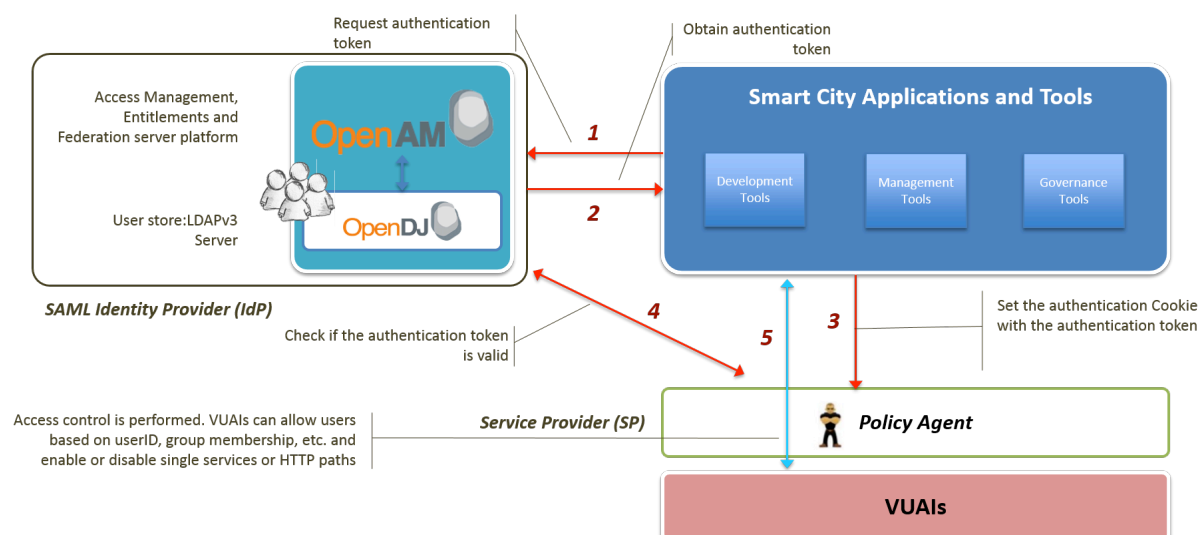 Request authentication
token
Obtain authentication
token
Access Management,
Entitlements and
Federation server platform
OpenAM
User store:LDAPv3
Server
OpenDJ
SAML Identity Provider (IdP)
1
2
Smart City Applications and Tools
Development
Tools
Management
Tools
Governance
Tools
Check if the authentication token
is valid
4
5
3
Set the authentication Cookie
with the authentication token
Access control is performed. VUAIs can allow users
based on userID, group membership, etc. and
enable or disable single services or HTTP paths
Service Provider (SP)
Policy Agent
VUAIs